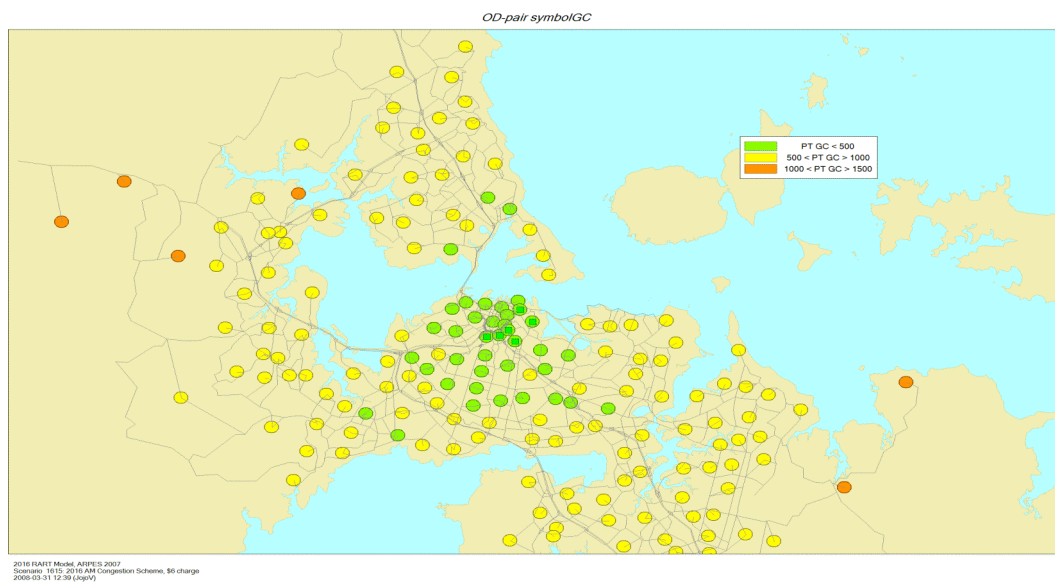 OD-pair symbolGC
PT GC < 500
500 < PT GC > 1000
1000 < PT GC > 1500
2016 RART Model, ARPES 2007
Scenario 1615: 2016 AM Congestion Scheme, $6 charge
2008-03-31 12:39 (JojoV)